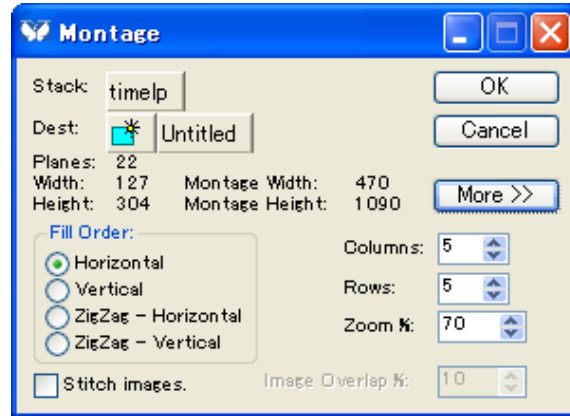 Montage
Stack: timelp OK
Dest: Untitled Cancel
Planes: 22
Width: 127 Montage Width: 470
Height: 304 Montage Height: 1090 More >>
Fill Order:
Horizontal Columns: 5
Vertical Rows: 5
ZigZag - Horizontal Zoom %: 70
ZigZag - Vertical
Stitch images. Image Overlap %: 10